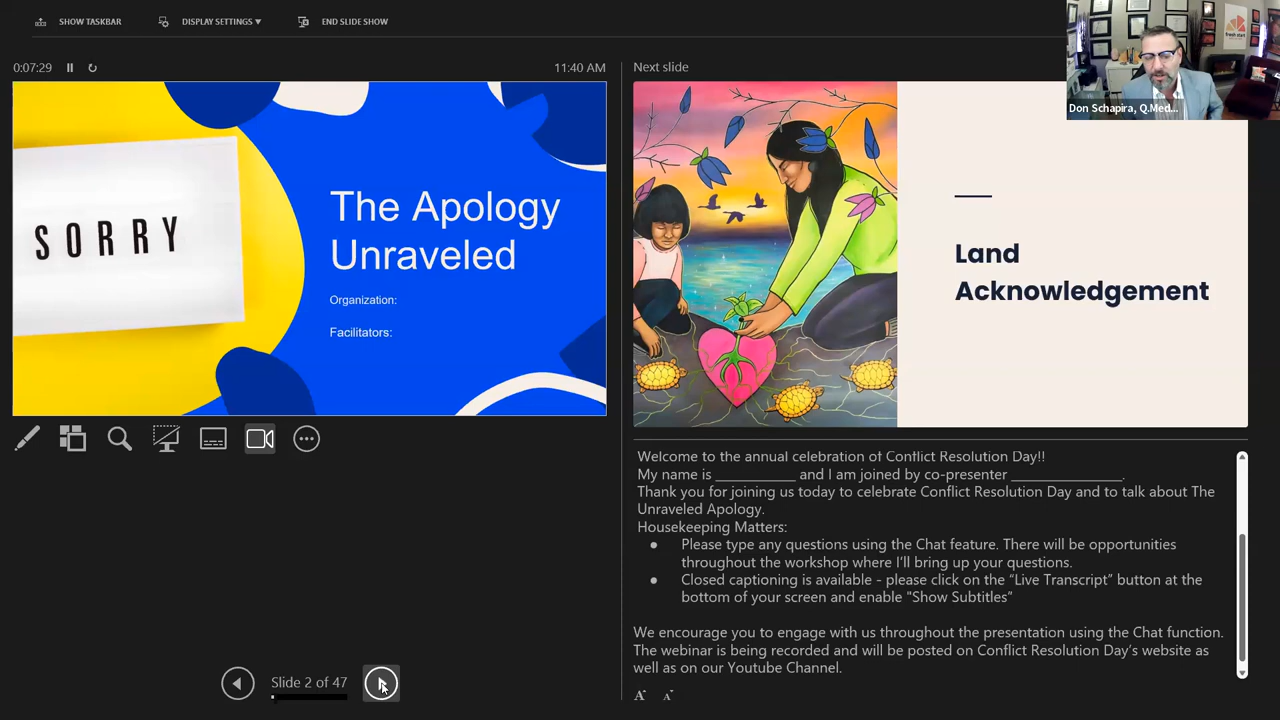 SHOW TASKBAR
DISPLAY SETTINGS ▼
END SLIDE SHOW
0:07:29
11:40 AM
Next slide
fresh start
Don Schapira, Q.Med...
SORRY
The Apology
Unraveled
Organization:
Facilitators:
Land
Acknowledgement
Welcome to the annual celebration of Conflict Resolution Day!!
My name is ___________ and I am joined by co-presenter _______________.
Thank you for joining us today to celebrate Conflict Resolution Day and to talk about The
Unraveled Apology.
Housekeeping Matters:
● Please type any questions using the Chat feature. There will be opportunities
throughout the workshop where I’ll bring up your questions.
● Closed captioning is available - please click on the “Live Transcript” button at the
bottom of your screen and enable "Show Subtitles”
We encourage you to engage with us throughout the presentation using the Chat function.
The webinar is being recorded and will be posted on Conflict Resolution Day’s website as
well as on our Youtube Channel.
Slide 2 of 47
A A